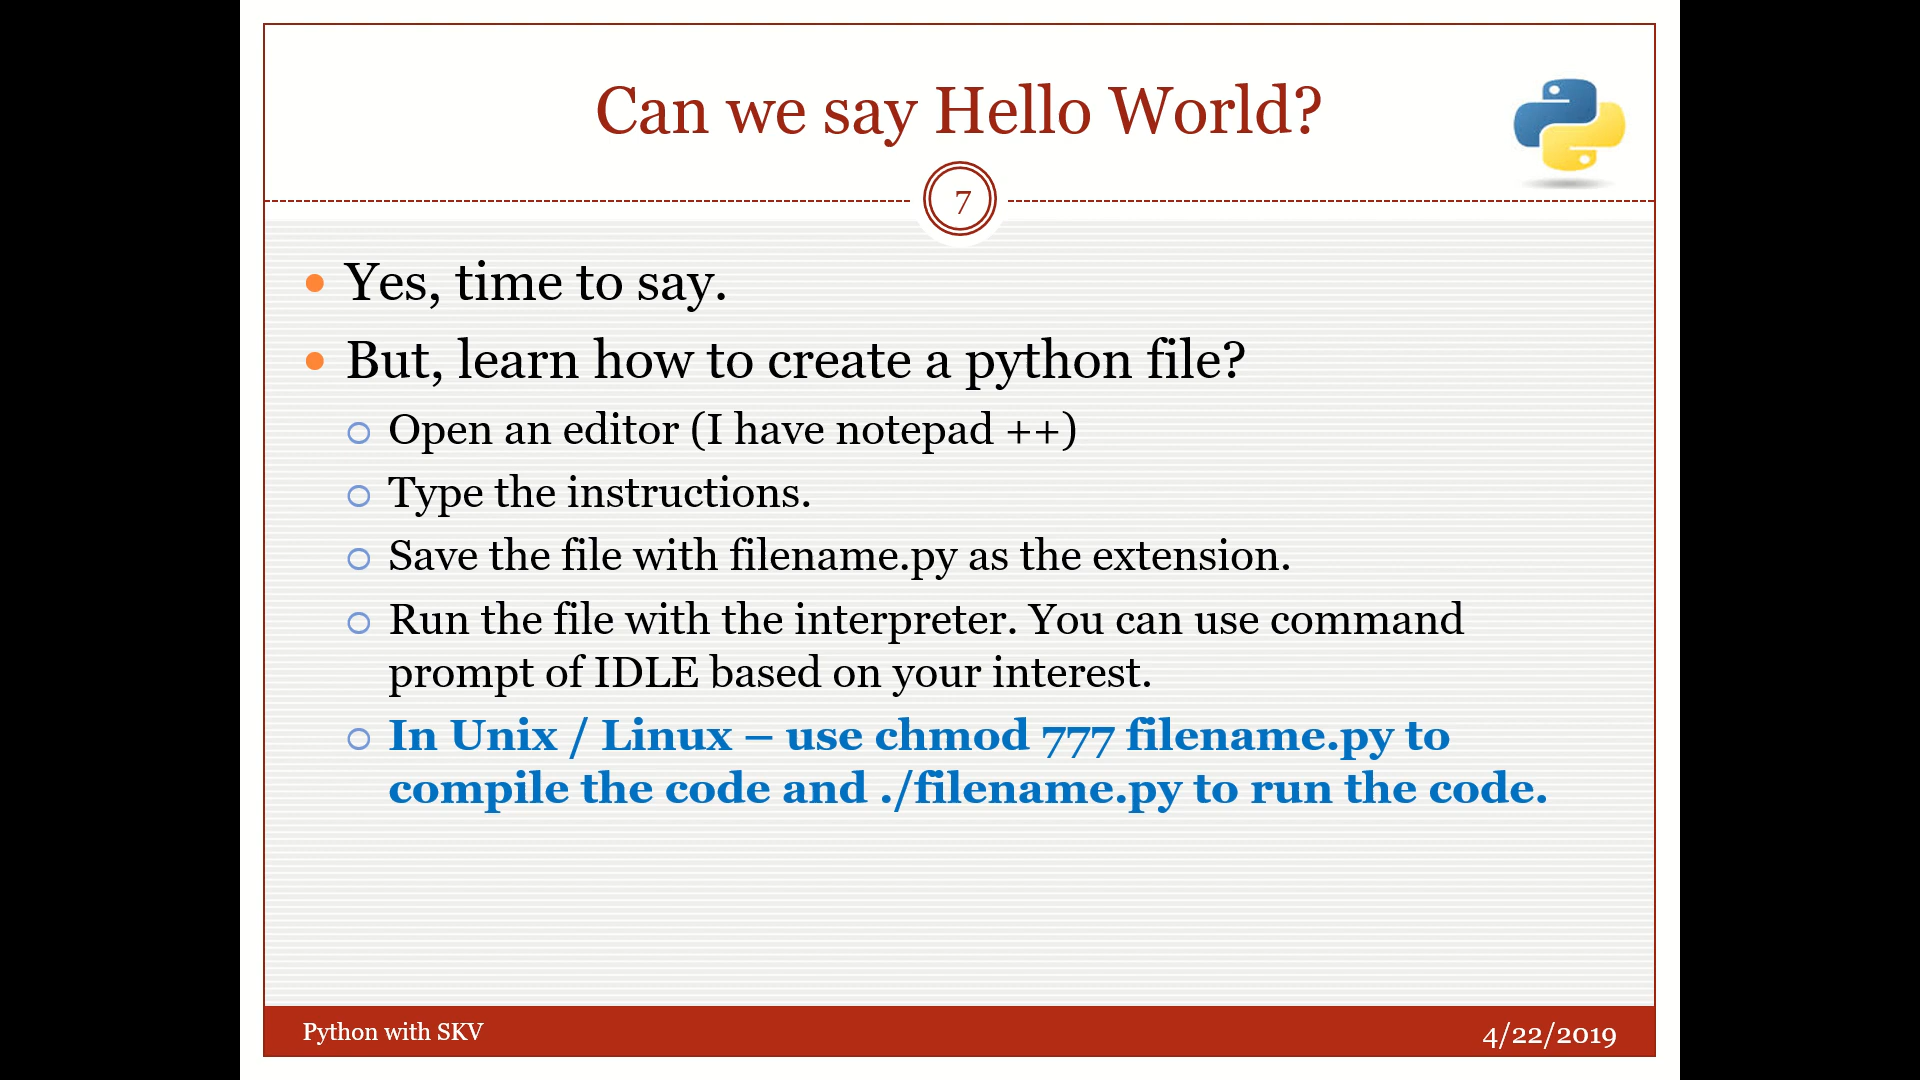 Can we say Hello World?
7
Yes, time to say.
But, learn how to create a python file?
Open an editor (I have notepad ++)
Type the instructions.
Save the file with filename.py as the extension.
Run the file with the interpreter. You can use command
prompt of IDLE based on your interest.
In Unix / Linux – use chmod 777 filename.py to
compile the code and ./filename.py to run the code.
Python with SKV
4/22/2019